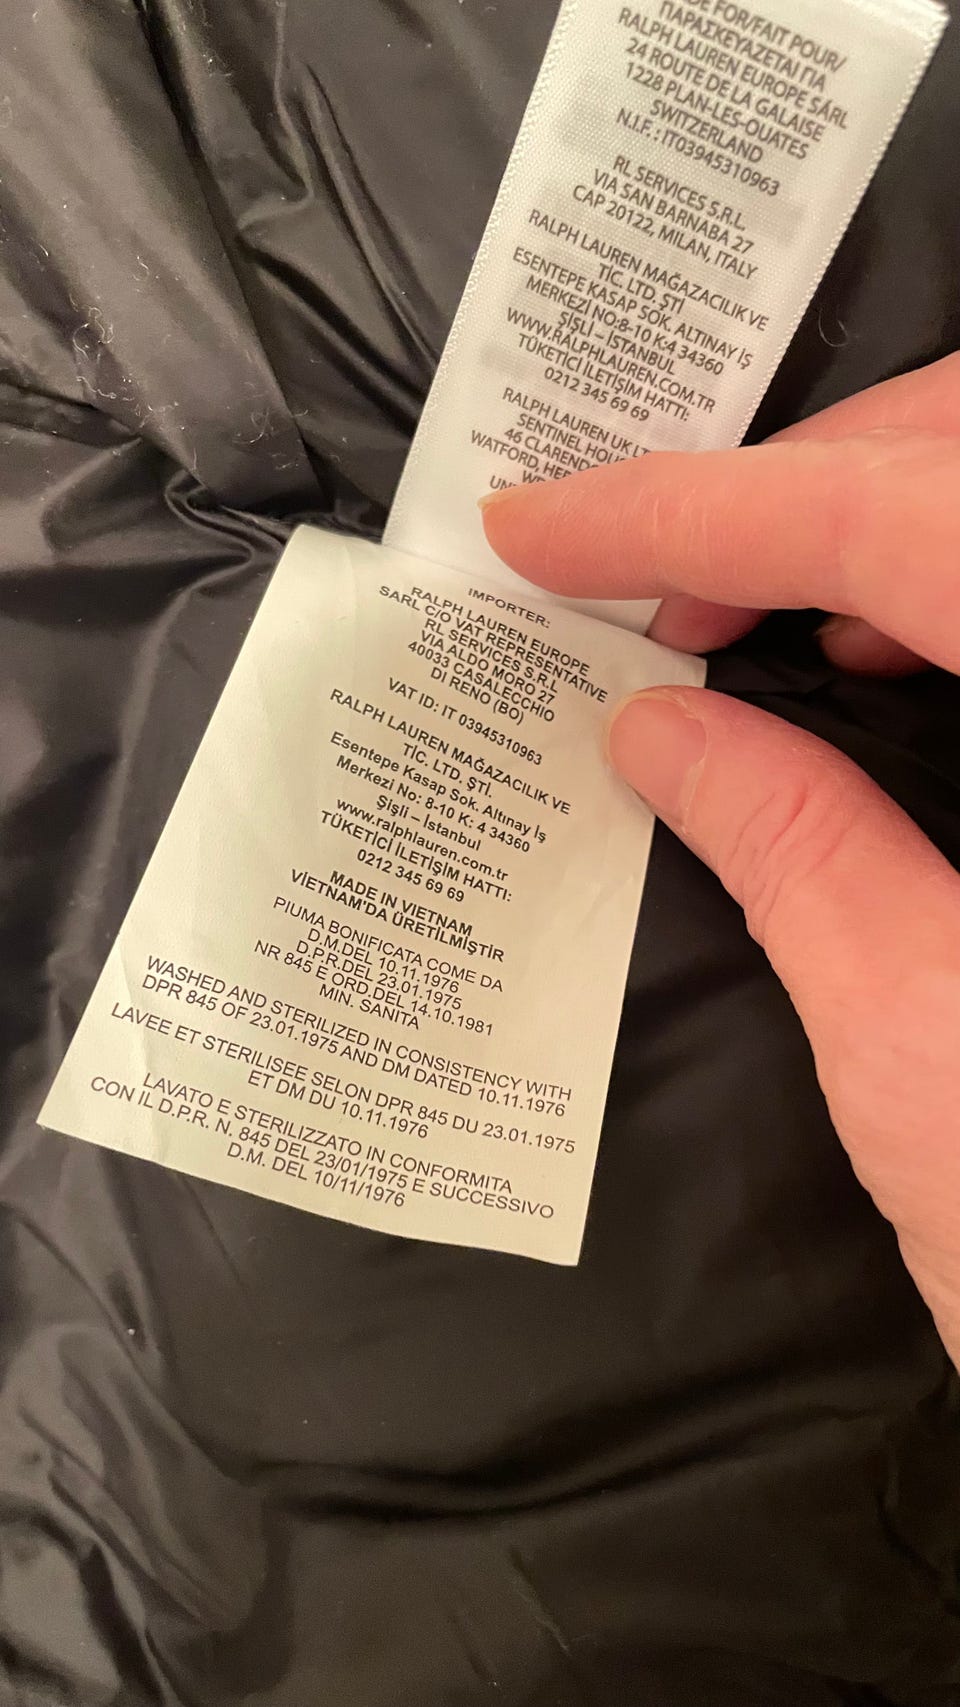 FOR/FAIT POUR/
ΠΑΡΑΣΚΕΥΑΖΕΤΑΙ ΓΙΑ
RALPH LAUREN EUROPE SÁRL
24 ROUTE DE LA GALAISE
1228 PLAN-LES-OUATES
SWITZERLAND
N.I.F. : IT03945310963
RL SERVICES S.R.L
VIA SAN BARNABA 27
CAP 20122, MILAN, ITALY
RALPH LAUREN MAĞAZACILIK VE
TİC. LTD. ŞTİ
ESENTEPE KASAP SOK. ALTINAY İŞ
MERKEZİ NO:8-10 K:4 34360
ŞİŞLİ – İSTANBUL
WWW.RALPHLAUREN.COM.TR
TÜKETİCİ İLETİŞİM HATTI:
0212 345 69 69
RALPH LAUREN UK
SENTINEL
46
WATFORD,
IMPORTER:
RALPH LAUREN EUROPE
SARL C/O VAT REPRESENTATIVE
RL SERVICES S.R.L
VIA ALDO MORO 27
40033 CASALECCHIO
DI RENO (BO)
VAT ID: IT 03945310963
RALPH LAUREN MAĞAZACILIK VE
TİC. LTD. ŞTİ.
Esentepe Kasap Sok. Altınay İş
Merkezi No: 8-10 K: 4 34360
Şişli – İstanbul
www.ralphlauren.com.tr
TÜKETİCİ İLETİŞİM HATTI:
0212 345 69 69
MADE IN VIETNAM
VİETNAM'DA ÜRETİLMİŞTİR
PIUMA BONIFICATA COME DA
D.M.DEL 10.11.1976
D.P.R.DEL 23.01.1975
NR 845 E ORD.DEL 14.10.1981
MIN. SANITA
WASHED AND STERILIZED IN CONSISTENCY WITH
DPR 845 OF 23.01.1975 AND DM DATED 10.11.1976
LAVEE ET STERILISEE SELON DPR 845 DU 23.01.1975
ET DM DU 10.11.1976
LAVATO E STERILIZZATO IN CONFORMITA
CON IL D.P.R. N. 845 DEL 23/01/1975 E SUCCESSIVO
D.M. DEL 10/11/1976